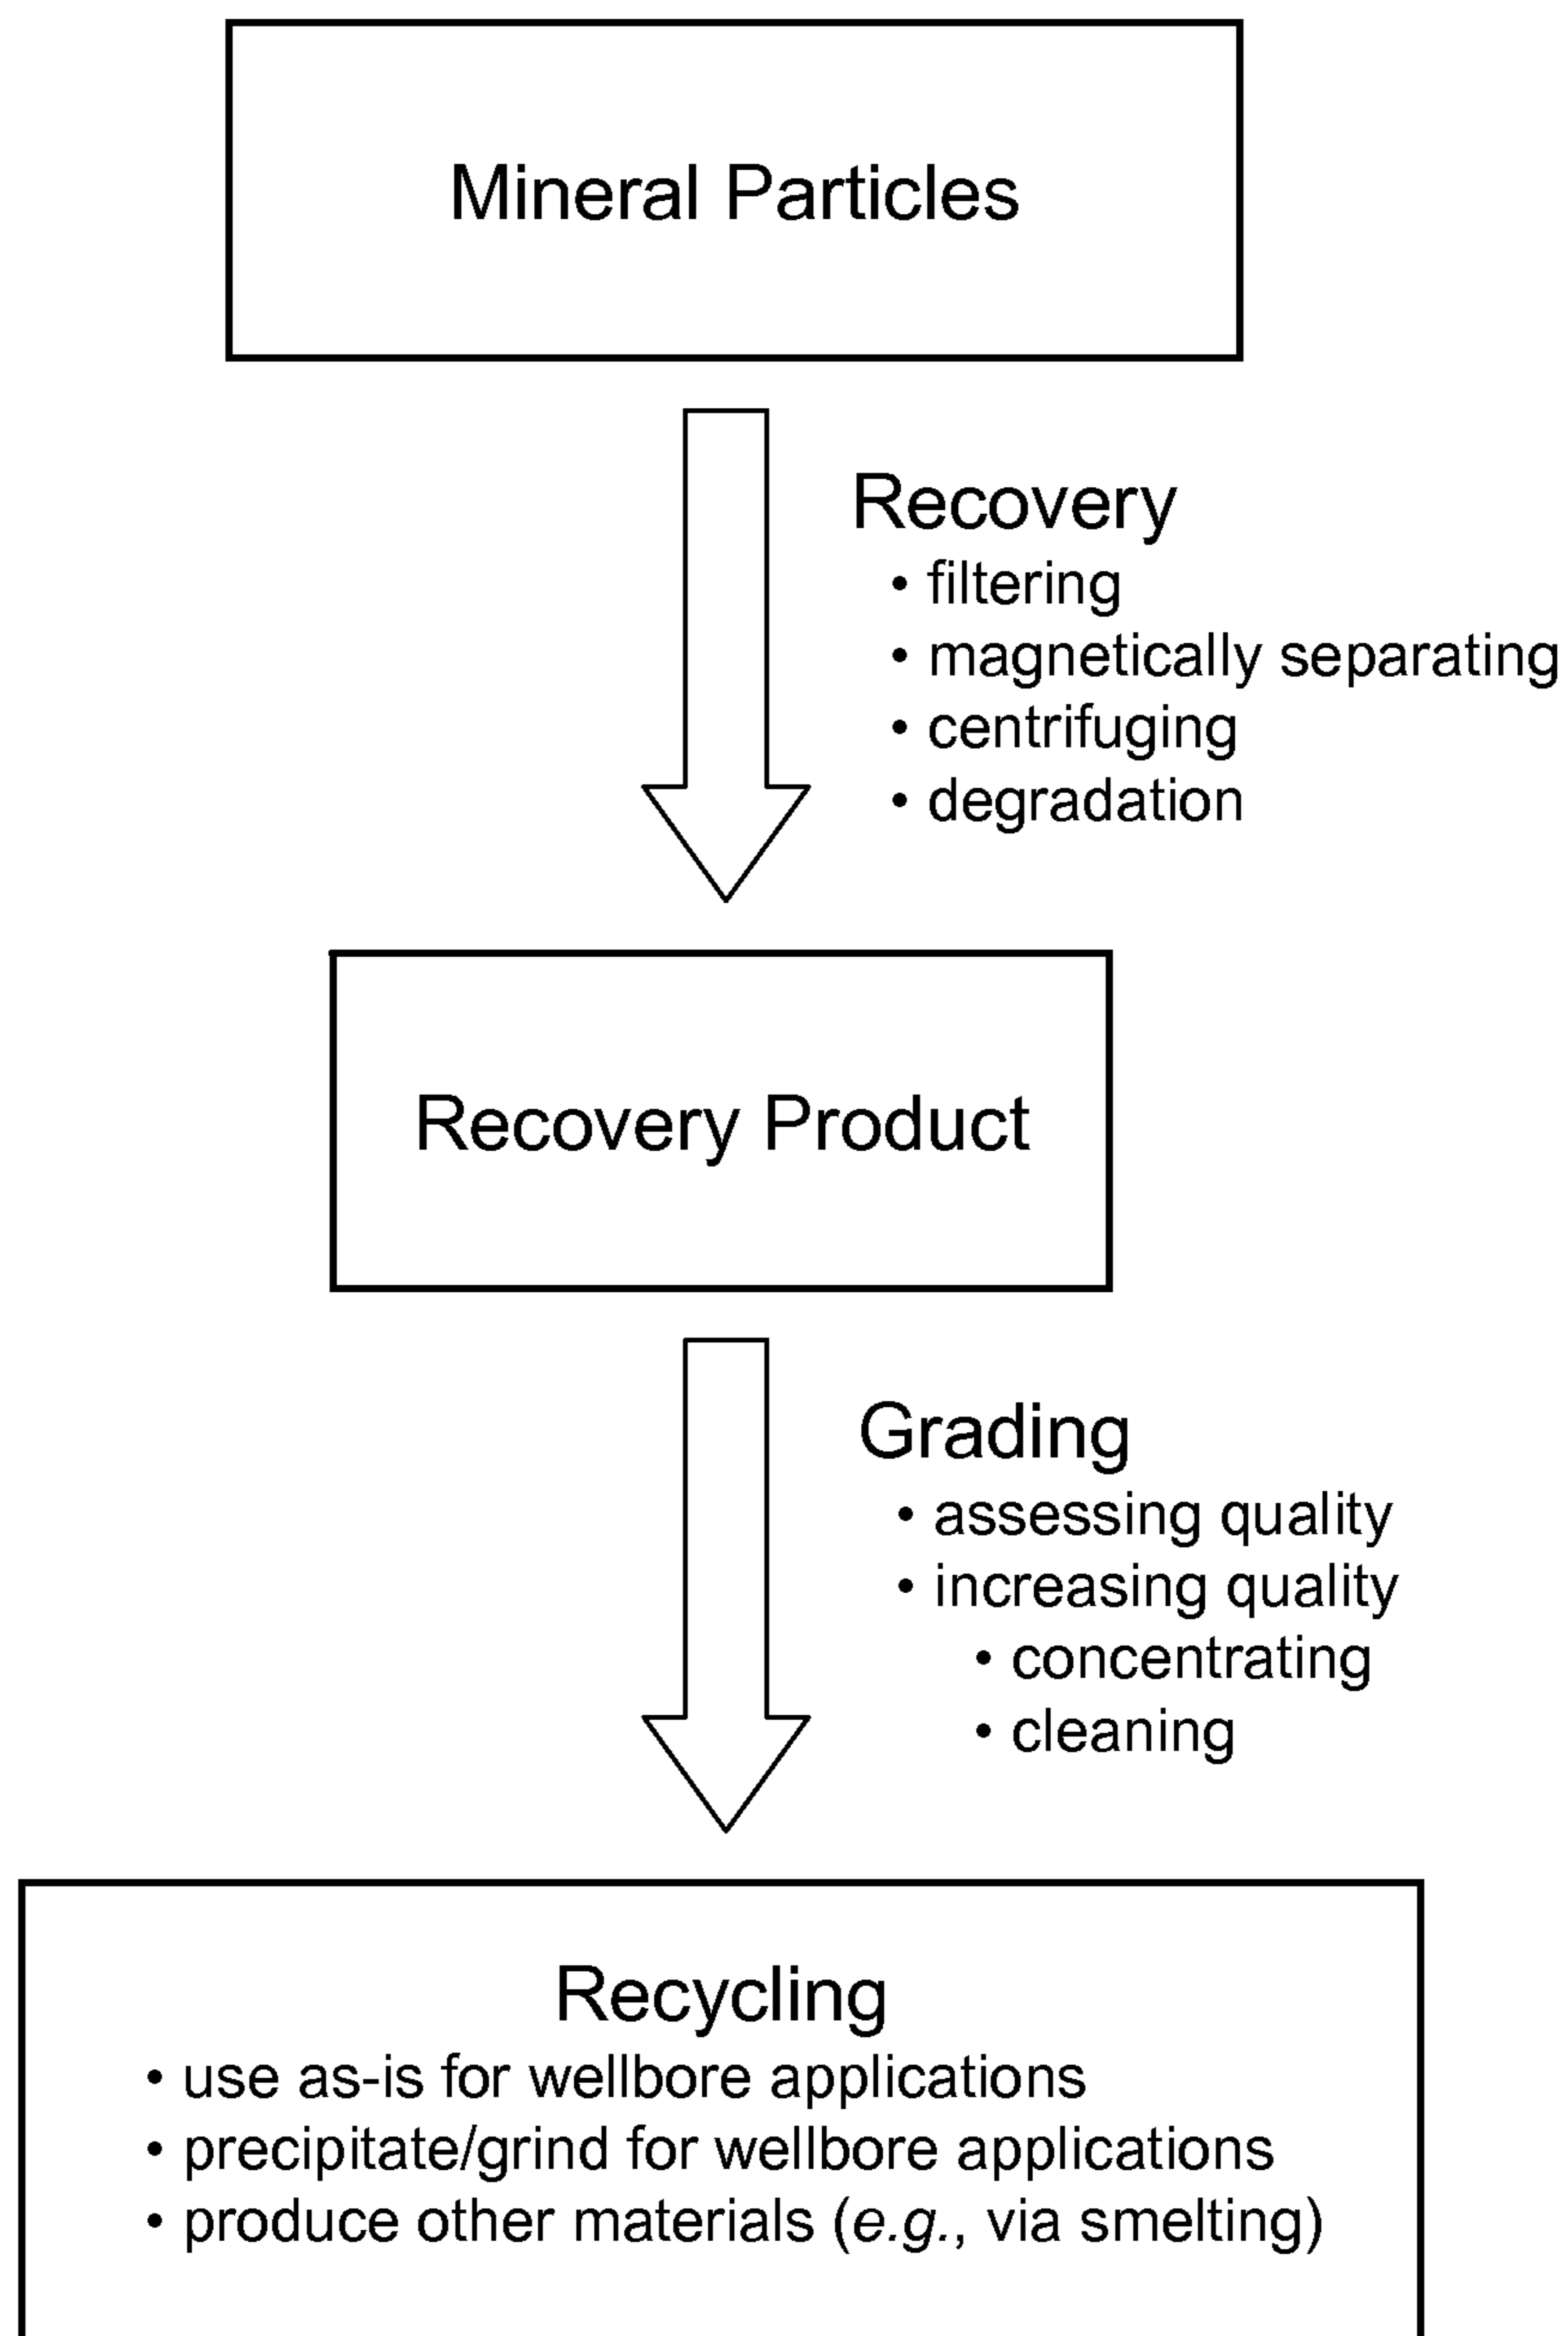 Mineral Particles
Recovery
• filtering
• magnetically separating
• centrifuging
• degradation
Recovery Product
Grading
• assessing quality
• increasing quality
• concentrating
• cleaning
Recycling
• use as-is for wellbore applications
• precipitate/grind for wellbore applications
• produce other materials (e.g., via smelting)